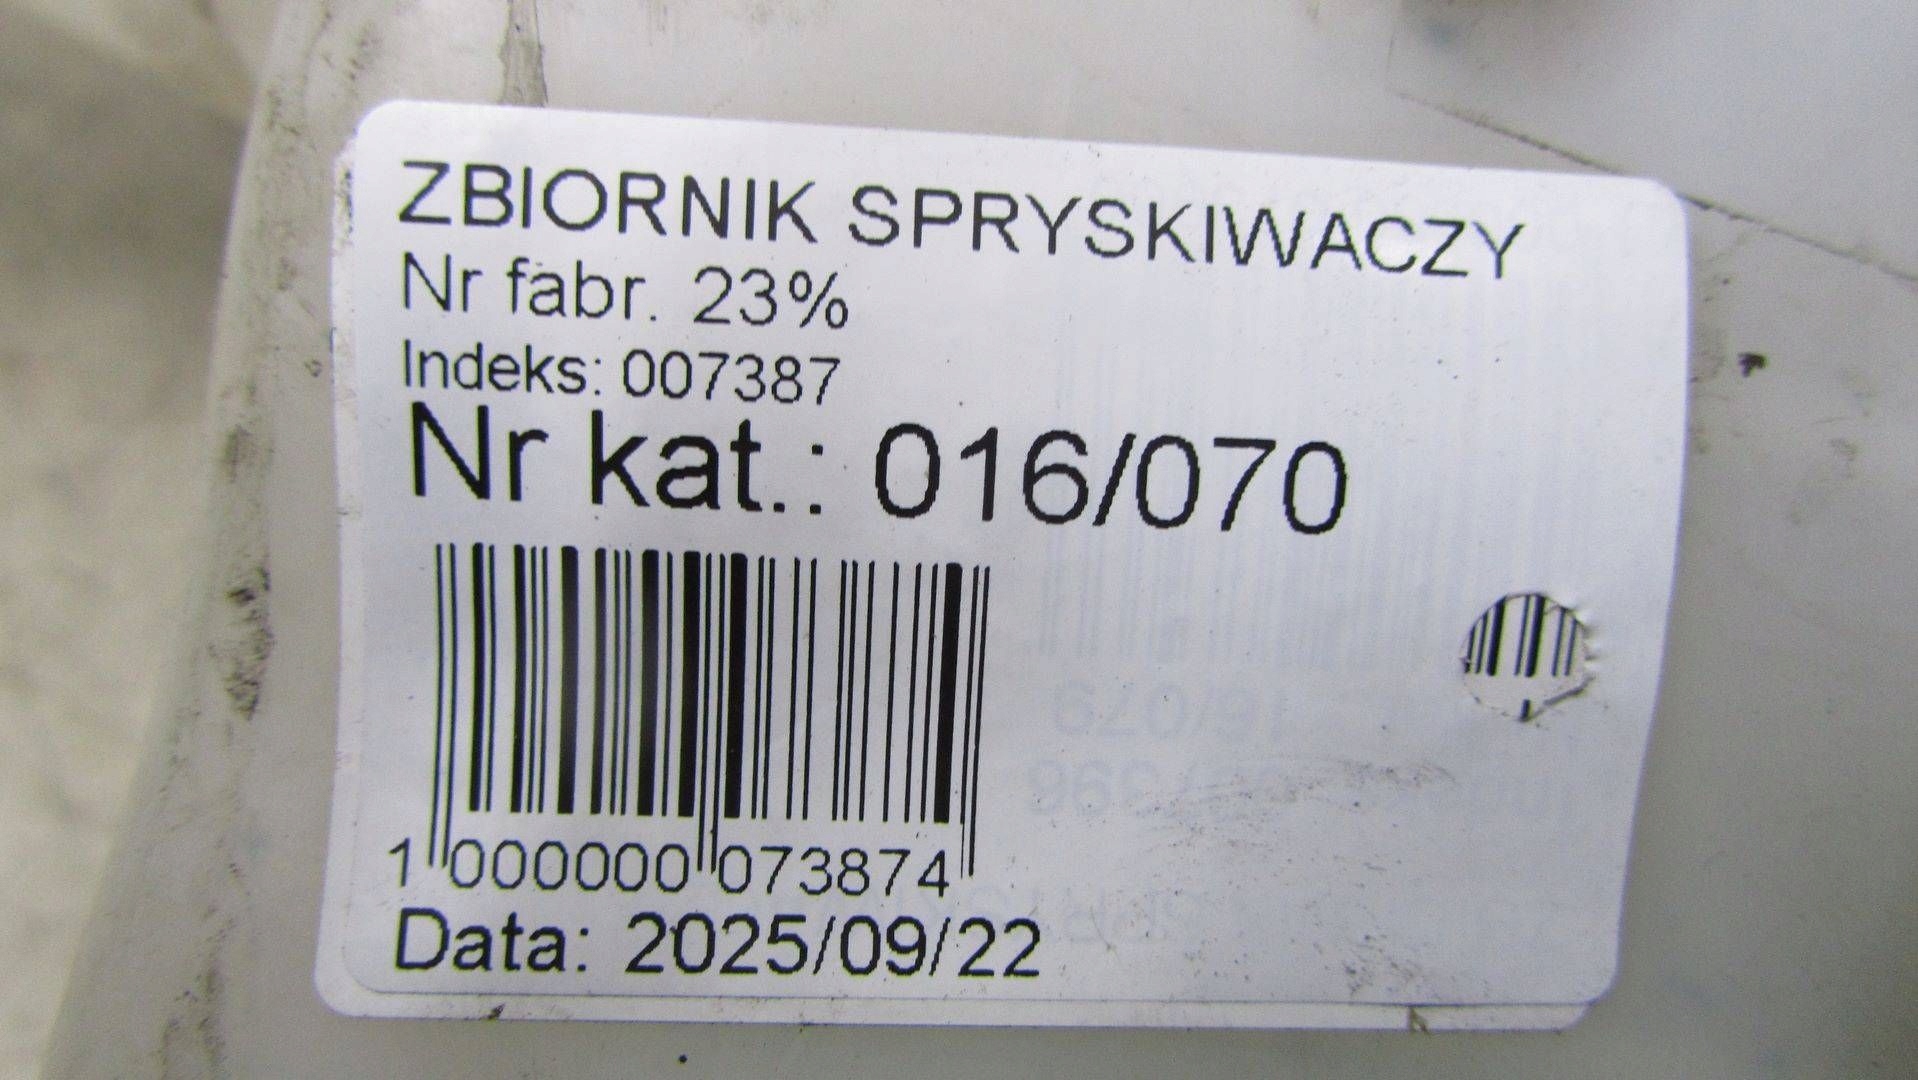 ZBIORNIK SPRYSKIWACZY
Nr fabr. 23%
Indeks: 007387
Nr kat.: 016/070
1 000000 073874
Data: 2025/09/22